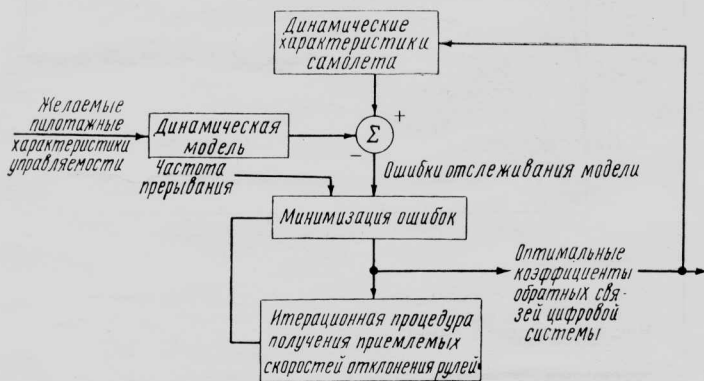 Динамические
характеристики
самолета
+
Желаемые
пилотажные
характеристики
управляемости
Динамическая
модель
Σ
−
Частота
прерывания
Ошибки отслеживания модели
Минимизация ошибок
Оптимальные
коэффициенты
обратных свя-
зей цифровой
системы
Итерационная процедура
получения приемлемых
скоростей отклонения рулей